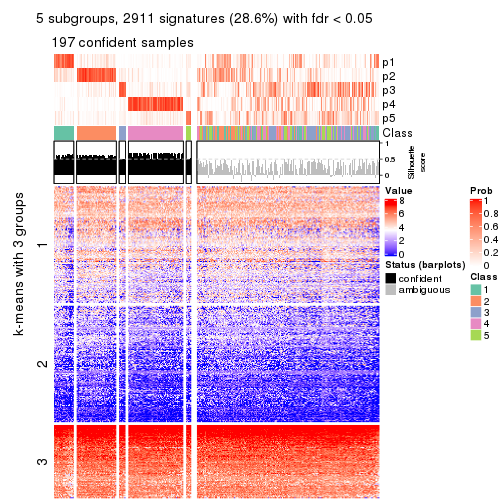 5 subgroups, 2911 signatures (28.6%) with fdr < 0.05
197 confident samples
p1
p2
p3
p4
p5
Class
1
0.5
0
Silhouette
score
k-means with 3 groups
1
2
3
Value
8
6
4
2
0
Status (barplots)
confident
ambiguous
Prob
1
0.8
0.6
0.4
0.2
0
Class
1
2
3
4
5